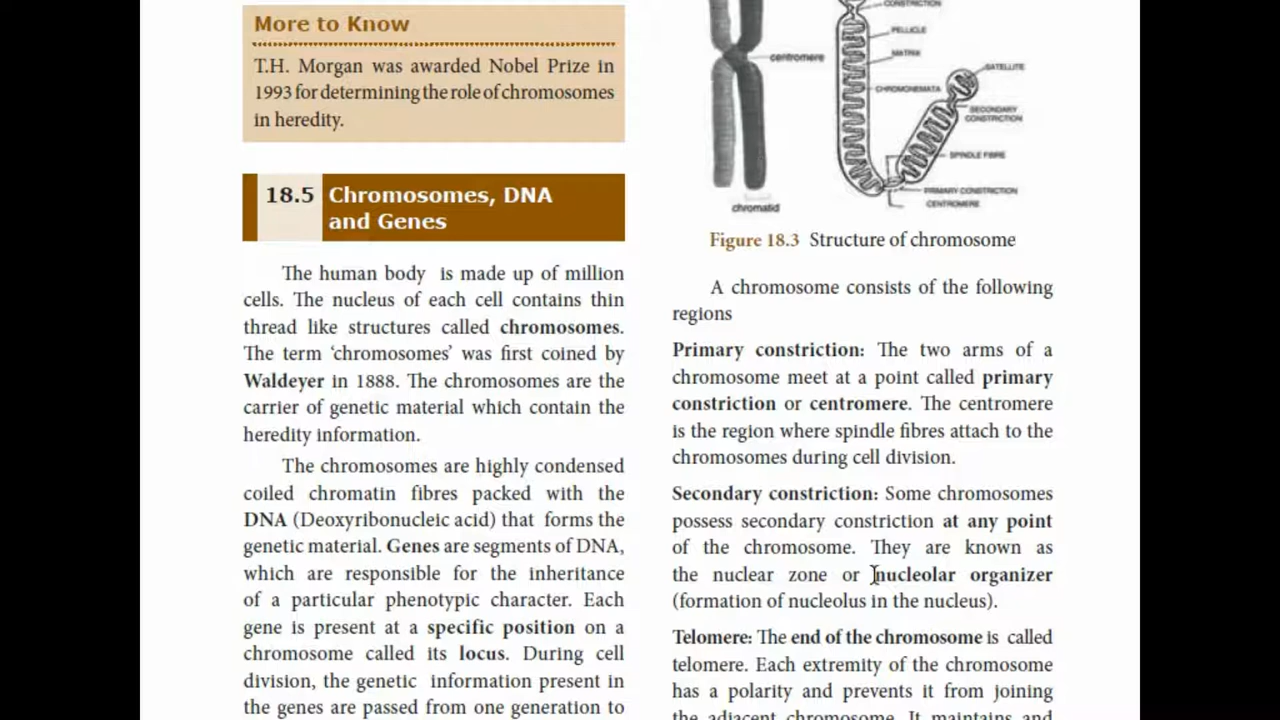 More to Know
T.H. Morgan was awarded Nobel Prize in
1993 for determining the role of chromosomes
in heredity.
18.5 Chromosomes, DNA
and Genes
The human body is made up of million
cells. The nucleus of each cell contains thin
thread like structures called chromosomes.
The term ‘chromosomes’ was first coined by
Waldeyer in 1888. The chromosomes are the
carrier of genetic material which contain the
heredity information.
The chromosomes are highly condensed
coiled chromatin fibres packed with the
DNA (Deoxyribonucleic acid) that forms the
genetic material. Genes are segments of DNA,
which are responsible for the inheritance
of a particular phenotypic character. Each
gene is present at a specific position on a
chromosome called its locus. During cell
division, the genetic information present in
the genes are passed from one generation to
centromere
chromatid
CONSTRICTION
PELLICLE
MATRIX
CHROMONEMATA
SATELLITE
SECONDARY
CONSTRICTION
SPINDLE FIBRE
PRIMARY CONSTRICTION
CENTROMERE
Figure 18.3 Structure of chromosome
A chromosome consists of the following
regions
Primary constriction: The two arms of a
chromosome meet at a point called primary
constriction or centromere. The centromere
is the region where spindle fibres attach to the
chromosomes during cell division.
Secondary constriction: Some chromosomes
possess secondary constriction at any point
of the chromosome. They are known as
the nuclear zone or nucleolar organizer
(formation of nucleolus in the nucleus).
Telomere: The end of the chromosome is called
telomere. Each extremity of the chromosome
has a polarity and prevents it from joining
the adjacent chromosome. It maintains and